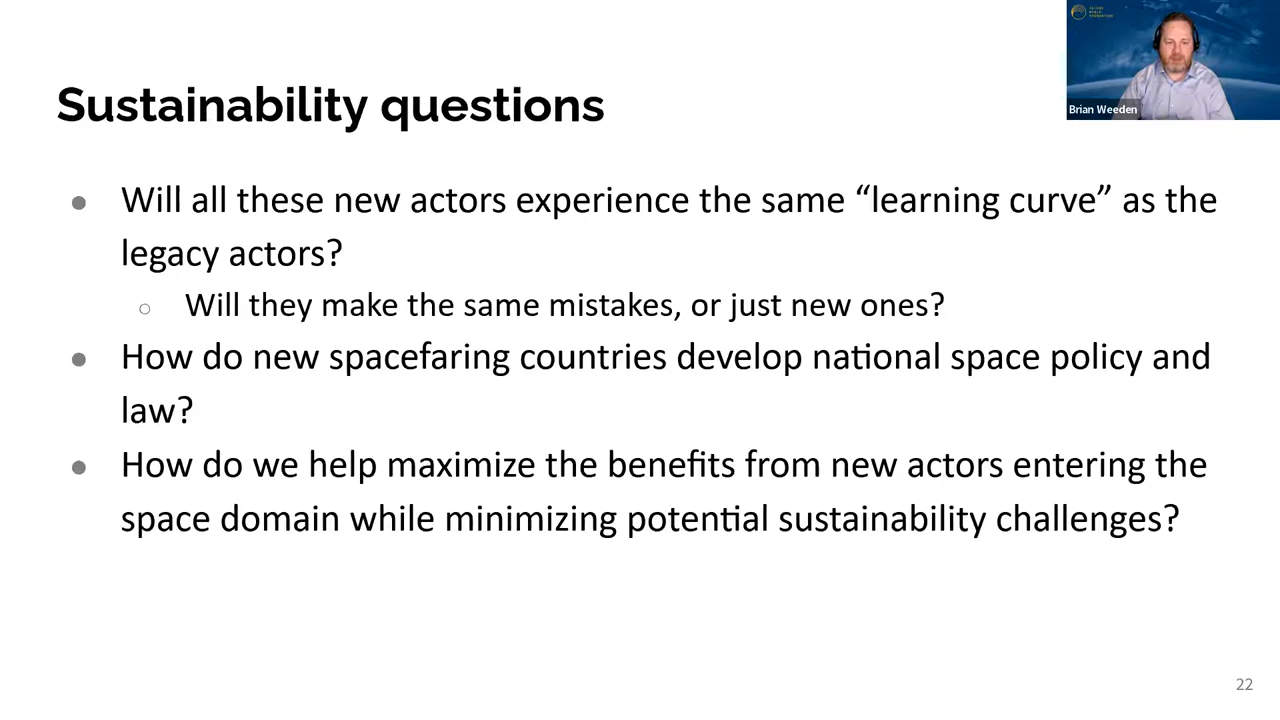 SECURE WORLD FOUNDATION
Brian Weeden
Sustainability questions
● Will all these new actors experience the same “learning curve” as the
legacy actors?
○ Will they make the same mistakes, or just new ones?
● How do new spacefaring countries develop national space policy and
law?
● How do we help maximize the benefits from new actors entering the
space domain while minimizing potential sustainability challenges?
22